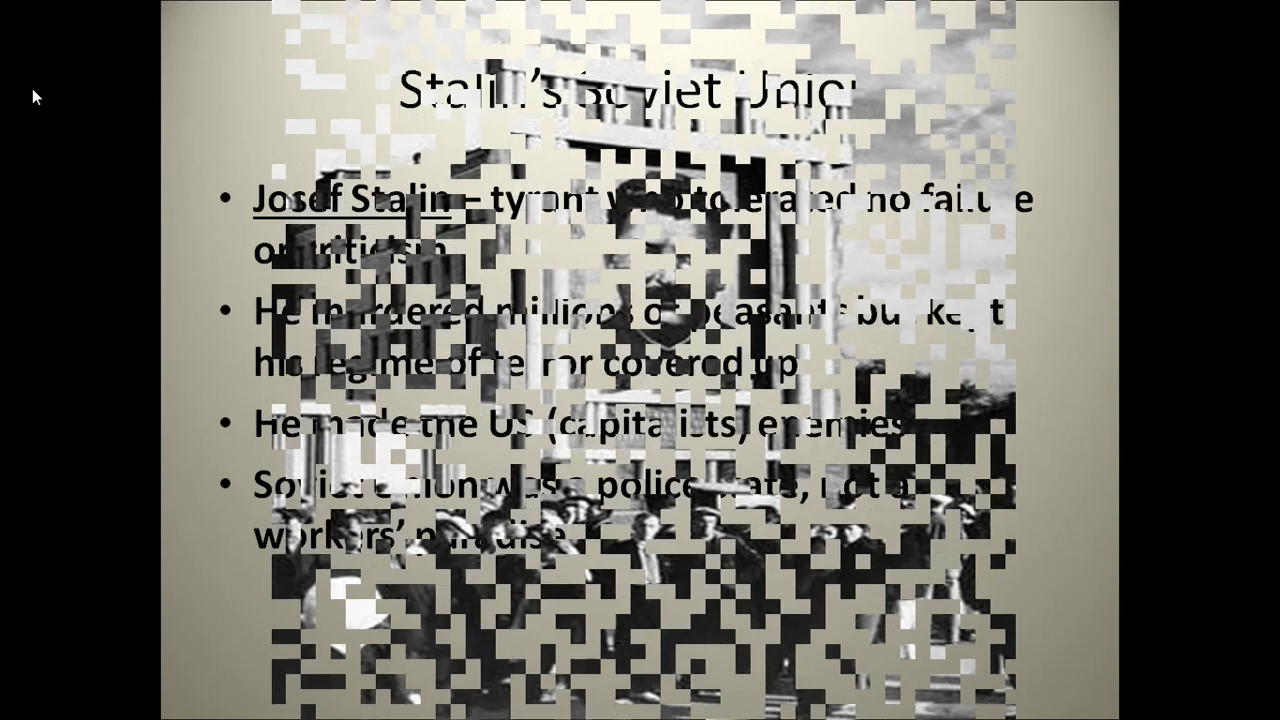 Stalin's Soviet Union
• Josef Stalin – tyrant who tolerated no failure
or criticism
• He murdered millions of peasants but kept
his regime of terror covered up
• He made the US (capitalists) enemies
• Soviet Union was a police state, not a
workers' paradise